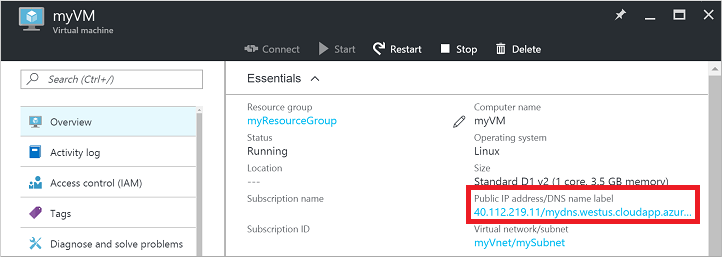 myVM
Virtual machine
Connect
Start
Restart
Stop
Delete
Search (Ctrl+/)
Overview
Activity log
Access control (IAM)
Tags
Diagnose and solve problems
Essentials
Resource group
myResourceGroup
Status
Running
Location
---
Subscription name
Subscription ID
Computer name
myVM
Operating system
Linux
Size
Standard D1 v2 (1 core, 3.5 GB memory)
Public IP address/DNS name label
40.112.219.11/mydns.westus.cloudapp.azur...
Virtual network/subnet
myVnet/mySubnet